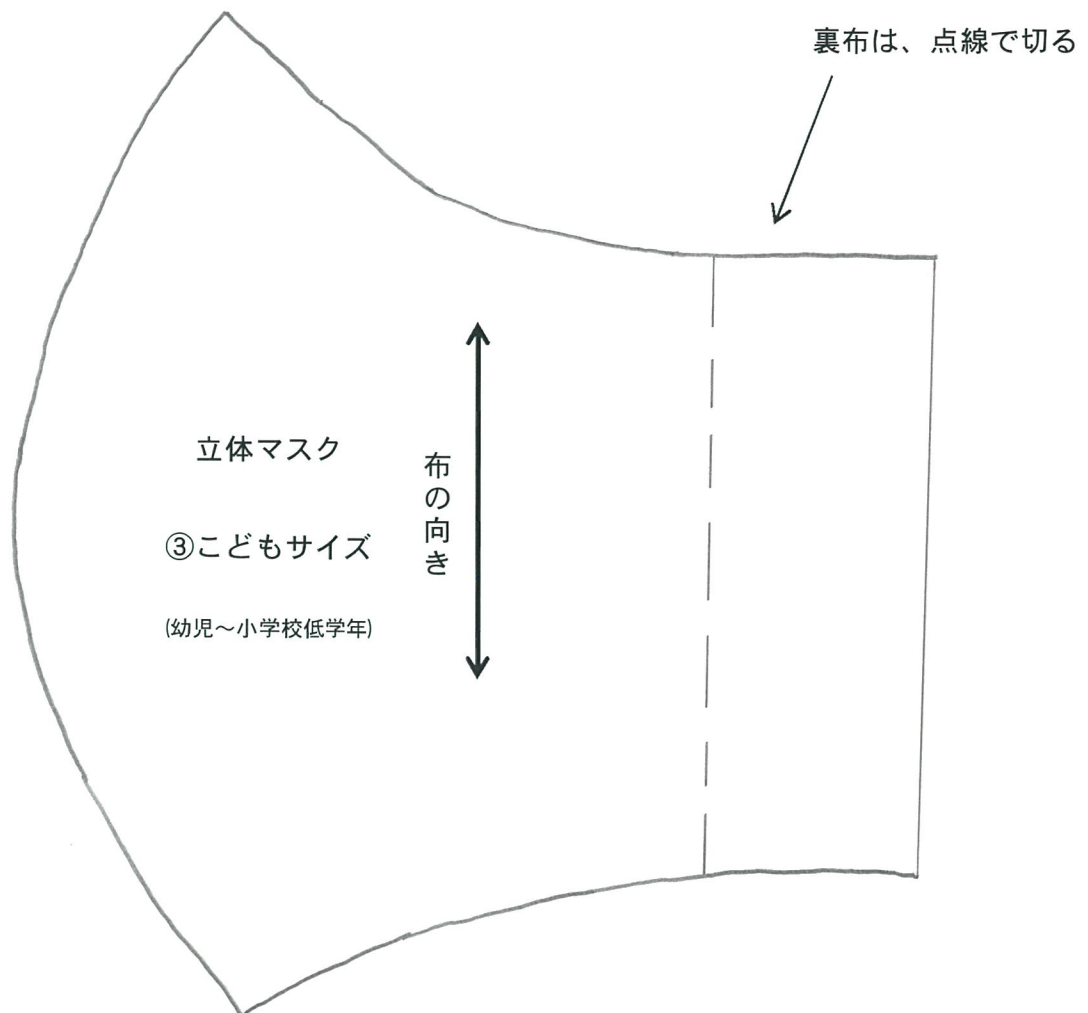 裏布は、点線で切る
立体マスク
③こどもサイズ
(幼児～小学校低学年)
布の向き